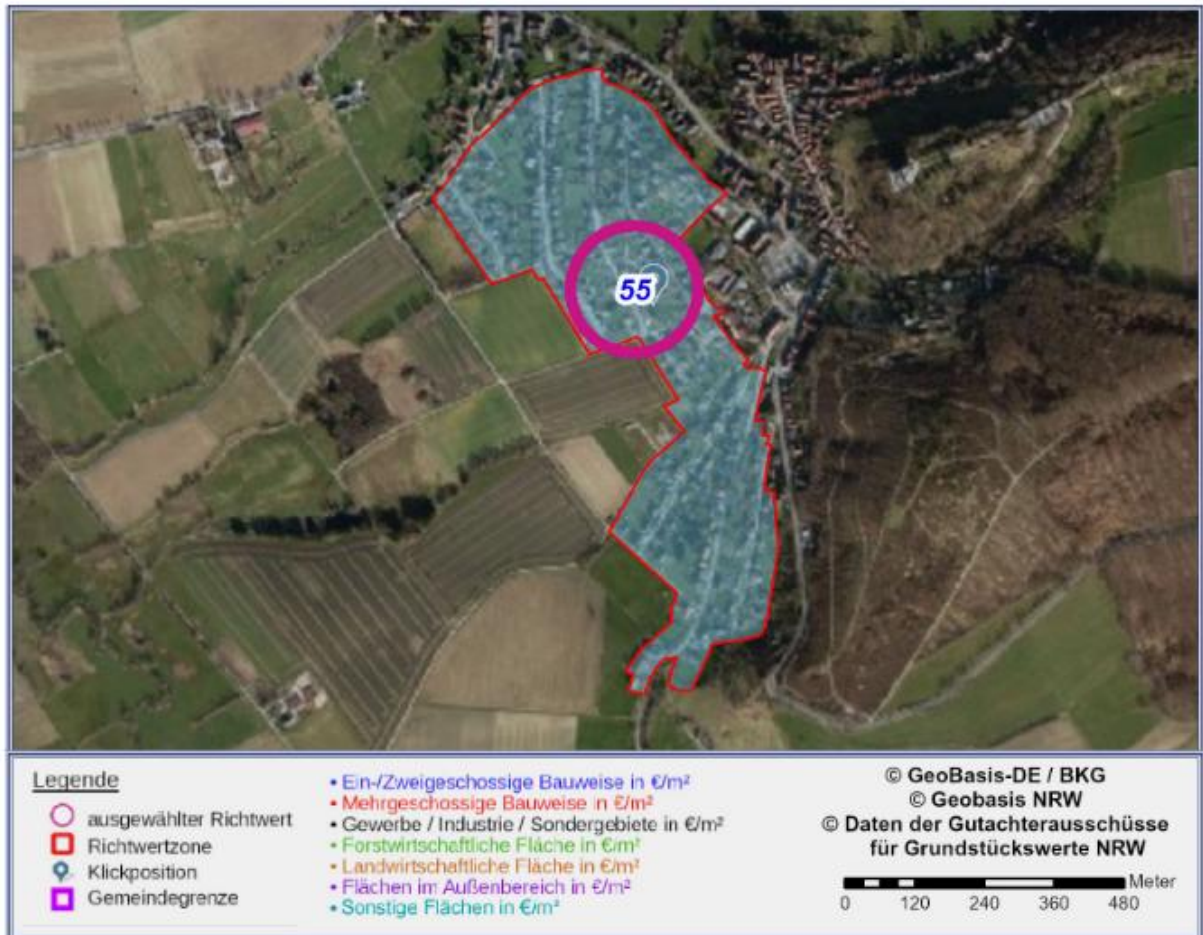 55
Legende
ausgewählter Richtwert
Richtwertzone
Klickposition
Gemeindegrenze
• Ein-/Zweigeschossige Bauweise in €/m²
• Mehrgeschossige Bauweise in €/m²
• Gewerbe / Industrie / Sondergebiete in €/m²
• Forstwirtschaftliche Fläche in €/m²
• Landwirtschaftliche Fläche in €/m²
• Flächen im Außenbereich in €/m²
• Sonstige Flächen in €/m²
© GeoBasis-DE / BKG
© Geobasis NRW
© Daten der Gutachterausschüsse
für Grundstückswerte NRW
Meter
0 120 240 360 480